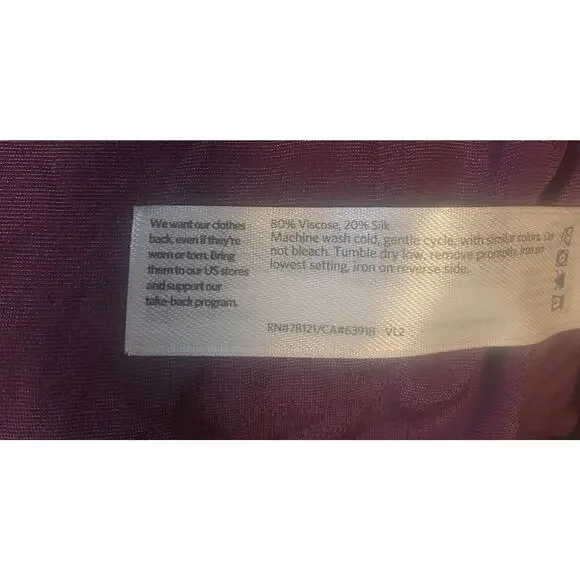 We want our clothes
back, even if they're
worn or torn. Bring
them to our US stores
and support our
take-back program.
80% Viscose, 20% Silk
Machine wash cold, gentle cycle, with similar colors. Do
not bleach. Tumble dry low, remove promptly. Iron on
lowest setting, iron on reverse side.
RN#78121/CA#63918 VL2